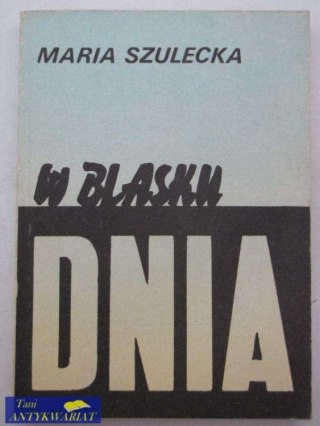 MARIA SZULECKA
W BLASKU
DNIA
Tani
ANTYKWARIAT